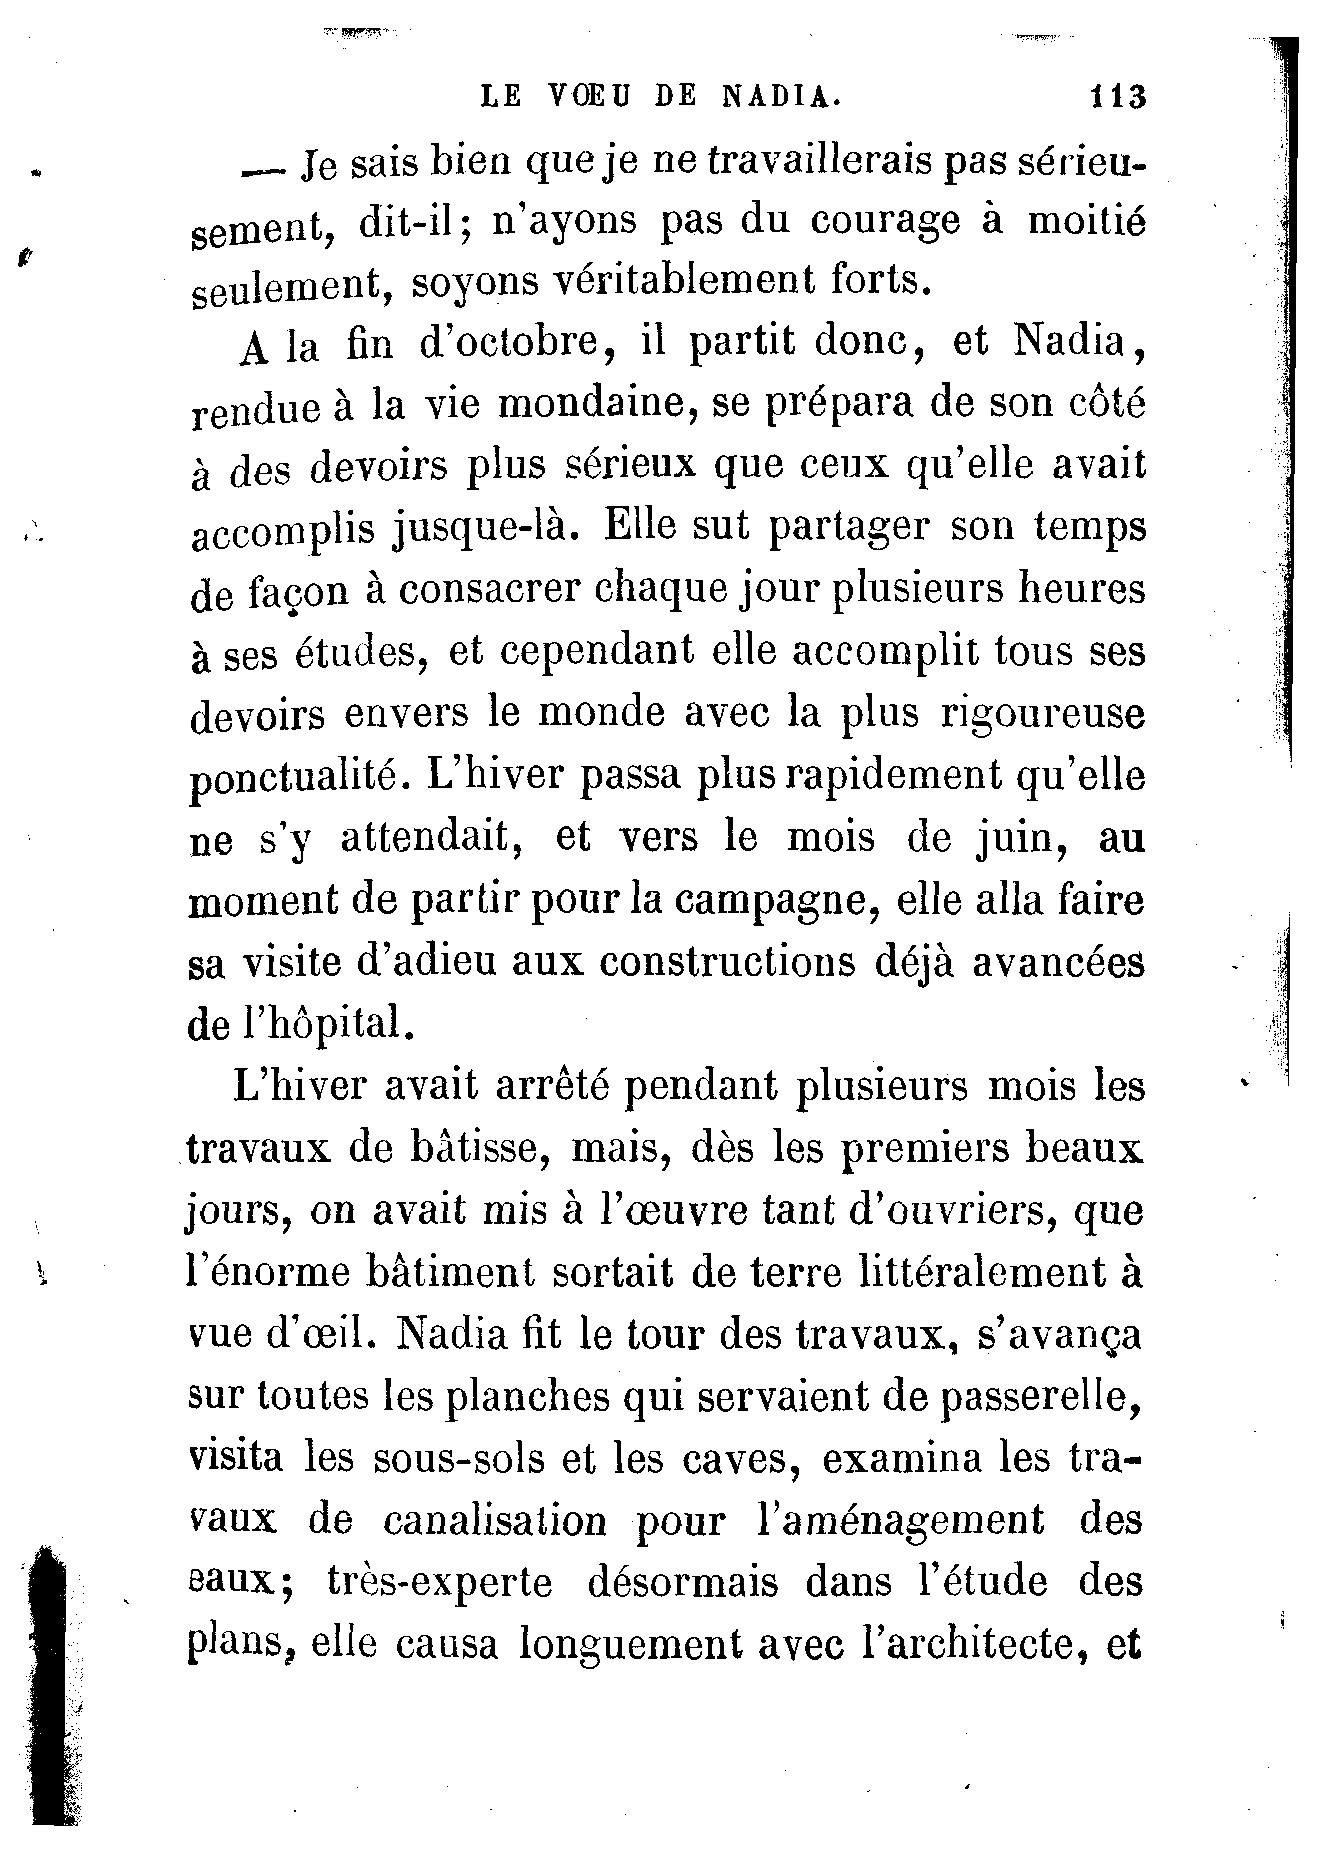 LE VŒU DE NADIA. 113
— Je sais bien que je ne travaillerais pas sérieu-
sement, dit-il; n'ayons pas du courage à moitié
seulement, soyons véritablement forts.
A la fin d'octobre, il partit donc, et Nadia,
rendue à la vie mondaine, se prépara de son côté
à des devoirs plus sérieux que ceux qu'elle avait
accomplis jusque-là. Elle sut partager son temps
de façon à consacrer chaque jour plusieurs heures
à ses études, et cependant elle accomplit tous ses
devoirs envers le monde avec la plus rigoureuse
ponctualité. L'hiver passa plus rapidement qu'elle
ne s'y attendait, et vers le mois de juin, au
moment de partir pour la campagne, elle alla faire
sa visite d'adieu aux constructions déjà avancées
de l'hôpital.
L'hiver avait arrêté pendant plusieurs mois les
travaux de bâtisse, mais, dès les premiers beaux
jours, on avait mis à l'œuvre tant d'ouvriers, que
l'énorme bâtiment sortait de terre littéralement à
vue d'œil. Nadia fit le tour des travaux, s'avança
sur toutes les planches qui servaient de passerelle,
visita les sous-sols et les caves, examina les tra-
vaux de canalisation pour l'aménagement des
eaux; très-experte désormais dans l'étude des
plans, elle causa longuement avec l'architecte, et